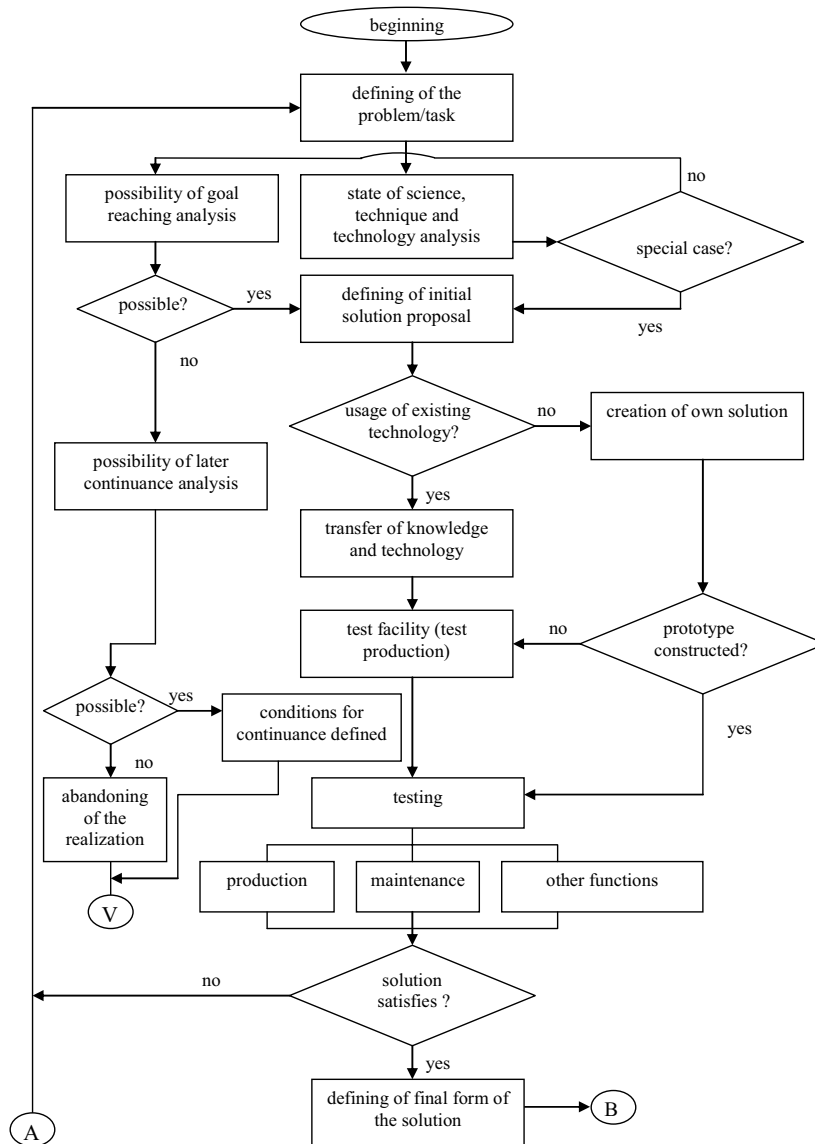 beginning
defining of the
problem/task
no
possibility of goal
reaching analysis
state of science,
technique and
technology analysis
special case?
possible?
yes
defining of initial
solution proposal
yes
no
usage of existing
technology?
no
creation of own solution
possibility of later
continuance analysis
yes
transfer of knowledge
and technology
test facility (test
production)
no
prototype
constructed?
possible?
yes
conditions for
continuance defined
yes
no
abandoning
of the
realization
testing
production
maintenance
other functions
V
no
solution
satisfies ?
yes
defining of final form of
the solution
B
A